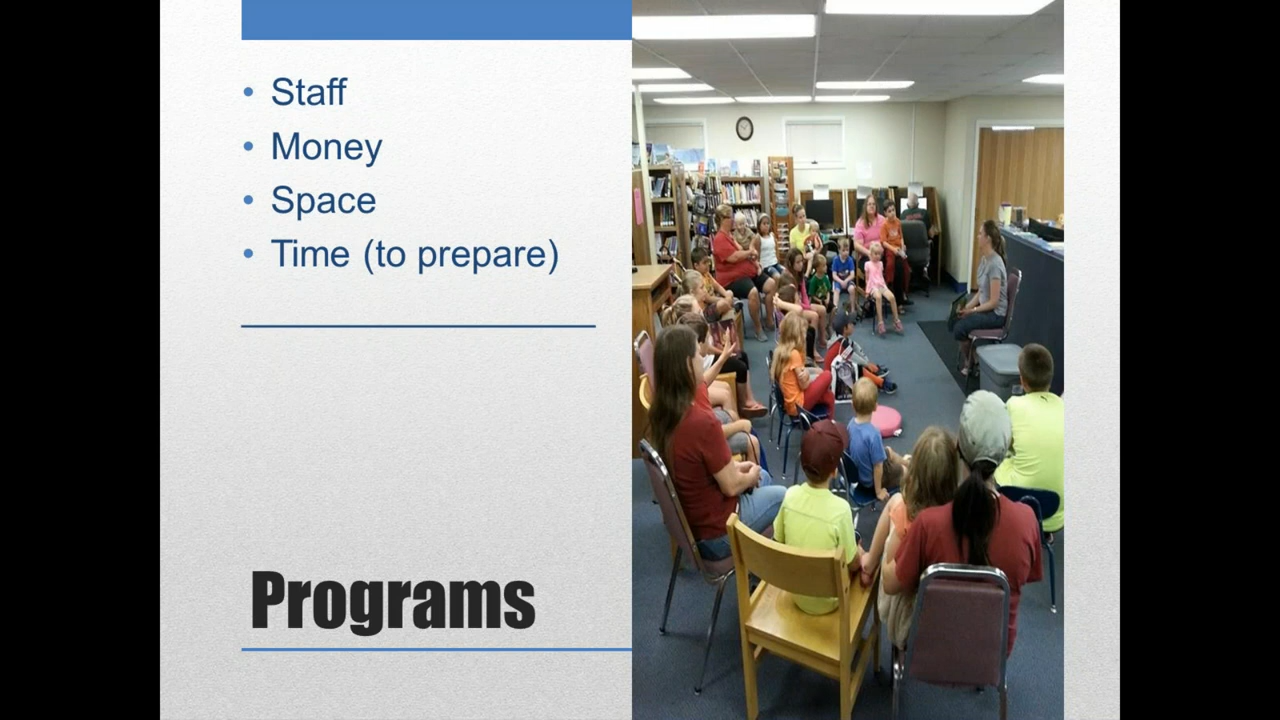 • Staff
• Money
• Space
• Time (to prepare)
Programs